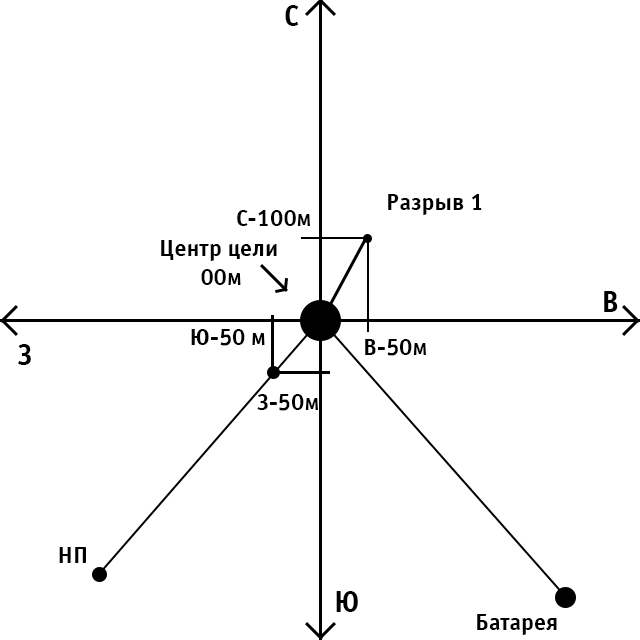 С
Разрыв 1
С-100м
Центр цели
00м
В
Ю-50 м
В-50м
З
З-50м
НП
Ю
Батарея